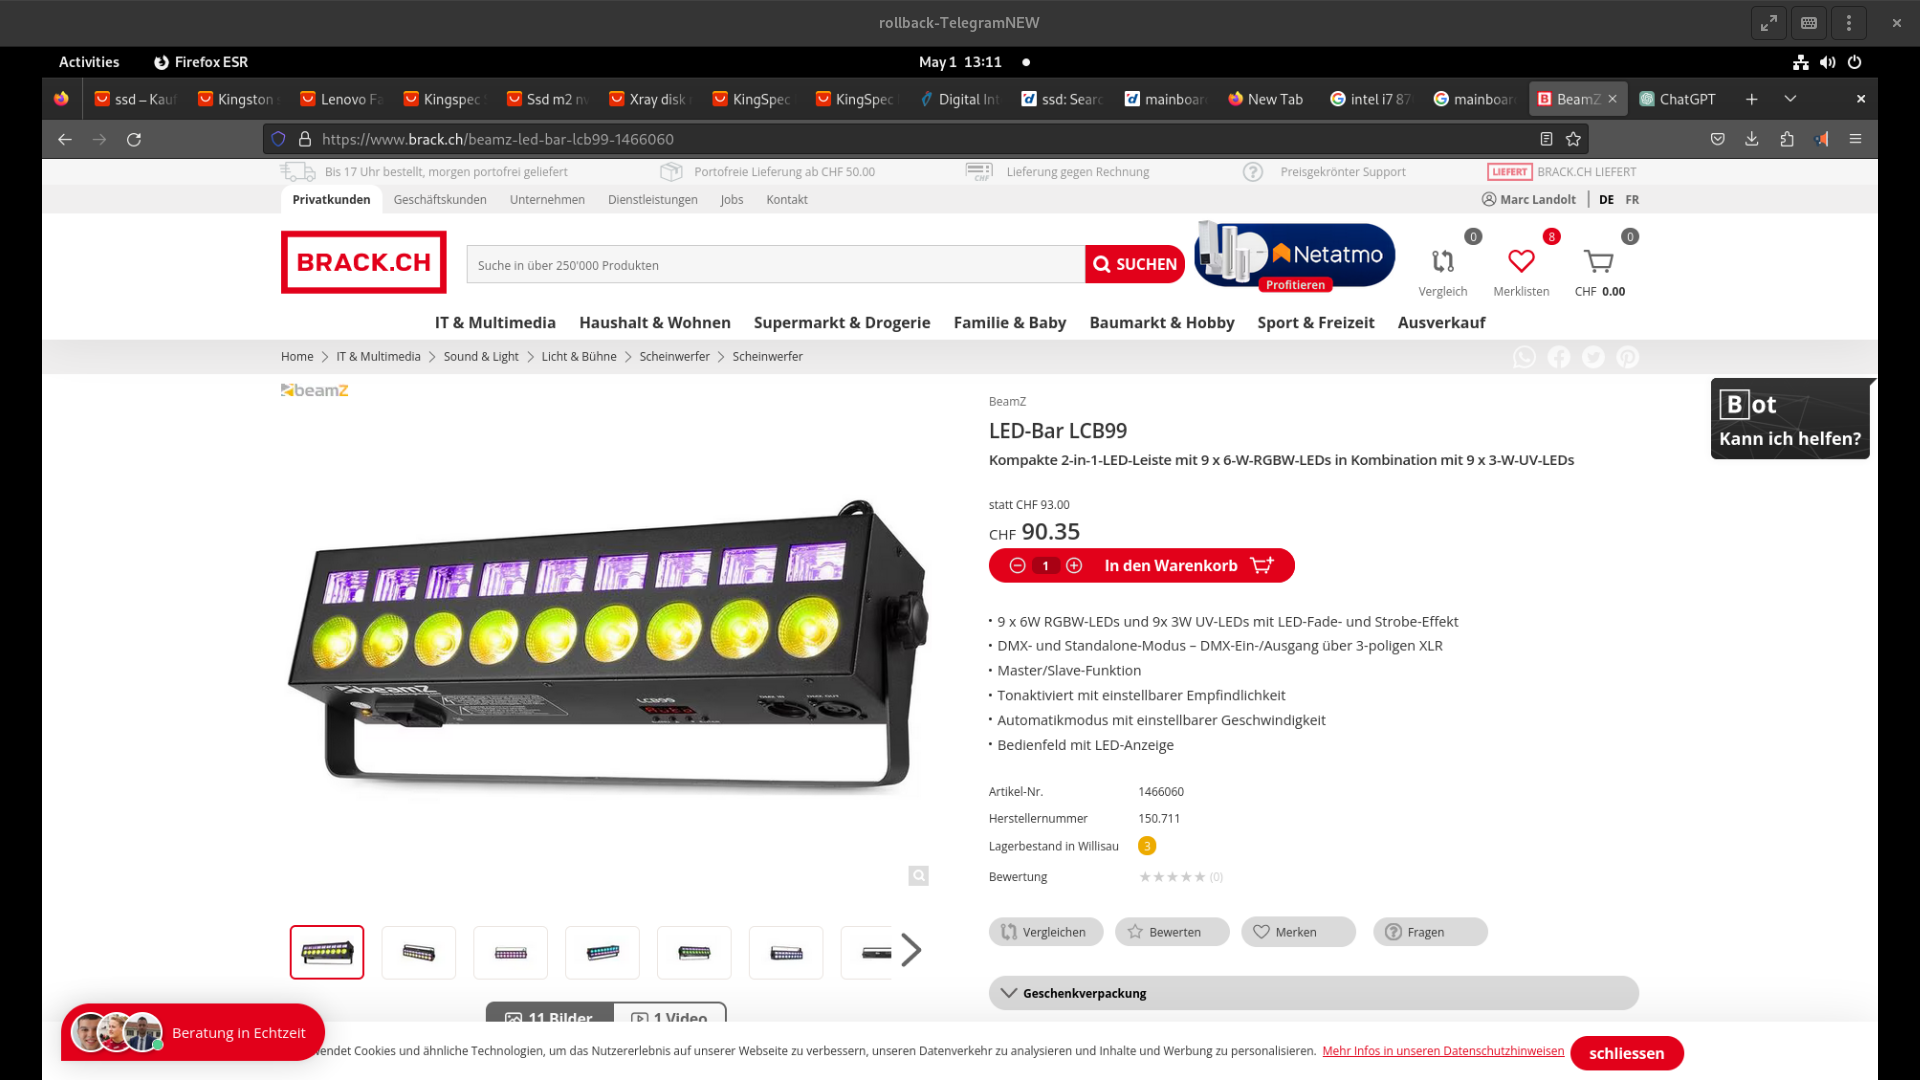 rollback-TelegramNEW
Activities
Firefox ESR
May 1 13:11
ssd – Kauf
Kingston
Lenovo Fa
Kingspec
Ssd m2 n
Xray disk
KingSpec
KingSpec
Digital Int
ssd: Searc
mainboar
New Tab
intel i7 87
mainboar
BeamZ
ChatGPT
https://www.brack.ch/beamz-led-bar-lcb99-1466060
Bis 17 Uhr bestellt, morgen portofrei geliefert
Portofreie Lieferung ab CHF 50.00
CHF
Lieferung gegen Rechnung
Preisgekrönter Support
LIEFERT BRACK.CH LIEFERT
Privatkunden
Geschäftskunden
Unternehmen
Dienstleistungen
Jobs
Kontakt
Marc Landolt
DE
FR
BRACK.CH
Suche in über 250'000 Produkten
SUCHEN
Netatmo
Profitieren
0
Vergleich
8
Merklisten
0
CHF 0.00
IT & Multimedia
Haushalt & Wohnen
Supermarkt & Drogerie
Familie & Baby
Baumarkt & Hobby
Sport & Freizeit
Ausverkauf
Home > IT & Multimedia > Sound & Light > Licht & Bühne > Scheinwerfer > Scheinwerfer
beamZ
BeamZ
LED-Bar LCB99
Kompakte 2-in-1-LED-Leiste mit 9 x 6-W-RGBW-LEDs in Kombination mit 9 x 3-W-UV-LEDs
Bot
Kann ich helfen?
statt CHF 93.00
CHF 90.35
1
In den Warenkorb
• 9 x 6W RGBW-LEDs und 9x 3W UV-LEDs mit LED-Fade- und Strobe-Effekt
• DMX- und Standalone-Modus – DMX-Ein-/Ausgang über 3-poligen XLR
• Master/Slave-Funktion
• Tonaktiviert mit einstellbarer Empfindlichkeit
• Automatikmodus mit einstellbarer Geschwindigkeit
• Bedienfeld mit LED-Anzeige
beamZ
LCB99
DMX IN
DMX OUT
Artikel-Nr. 1466060
Herstellernummer 150.711
Lagerbestand in Willisau 3
Bewertung (0)
Vergleichen
Bewerten
Merken
Fragen
Geschenkverpackung
11 Bilder
1 Video
Beratung in Echtzeit
wendet Cookies und ähnliche Technologien, um das Nutzererlebnis auf unserer Webseite zu verbessern, unseren Datenverkehr zu analysieren und Inhalte und Werbung zu personalisieren. Mehr Infos in unseren Datenschutzhinweisen
schliessen